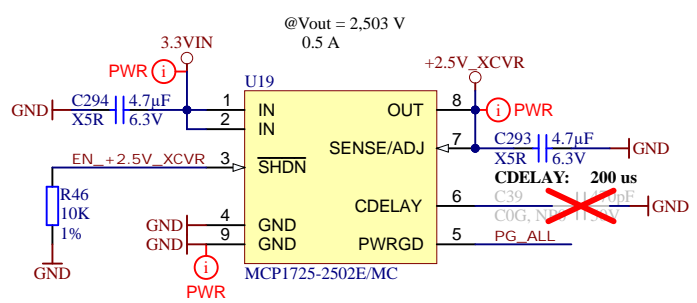 @Vout = 2,503 V
0.5 A
3.3VIN
+2.5V_XCVR
PWR i
U19
C294 4.7µF
GND
X5R 6.3V
1 IN
2 IN
OUT 8
i PWR
SENSE/ADJ 7
C293 4.7µF
GND
X5R 6.3V
CDELAY: 200 us
EN_+2.5V_XCVR 3 SHDN
R46
10K
1%
GND
CDELAY 6
C39
GND
GND 4 GND
GND 9 GND
PWRGD 5 PG_ALL
i
PWR
MCP1725-2502E/MC